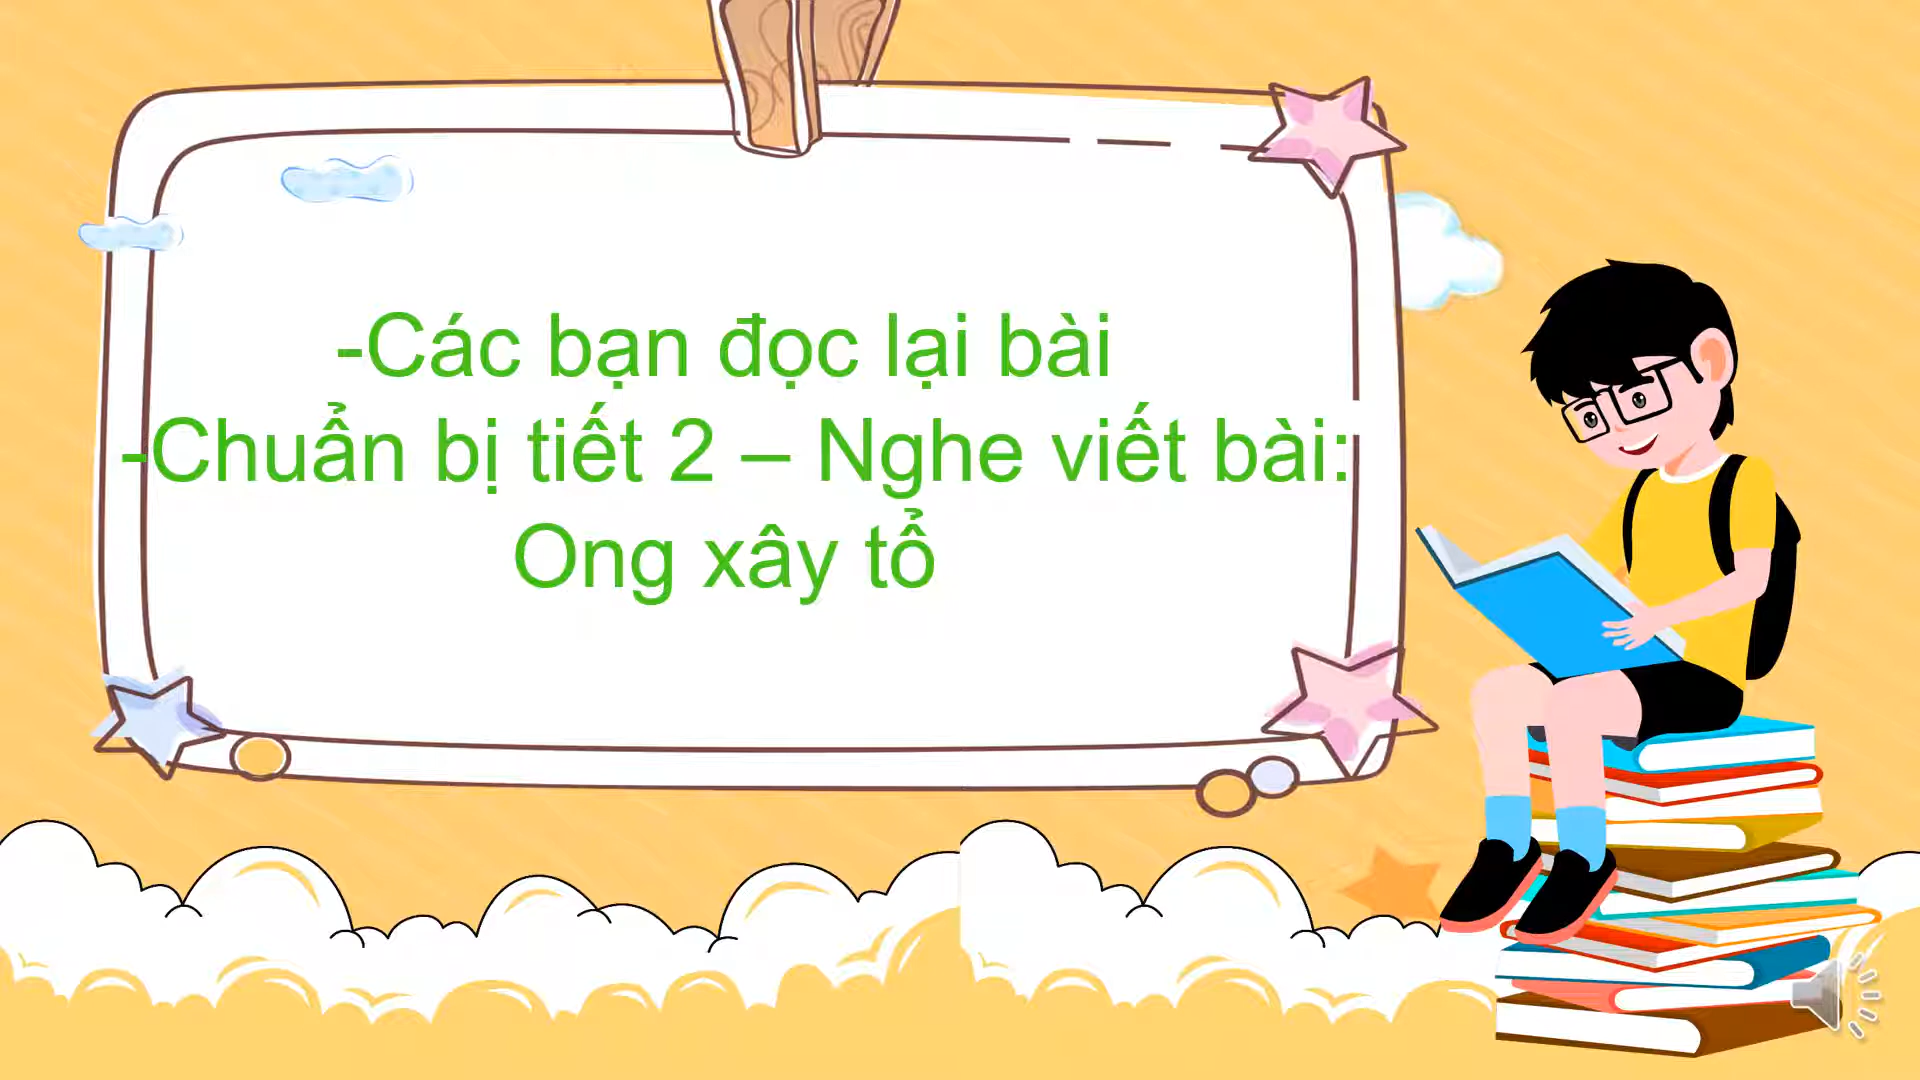 -Các bạn đọc lại bài
-Chuẩn bị tiết 2 – Nghe viết bài:
Ong xây tổ